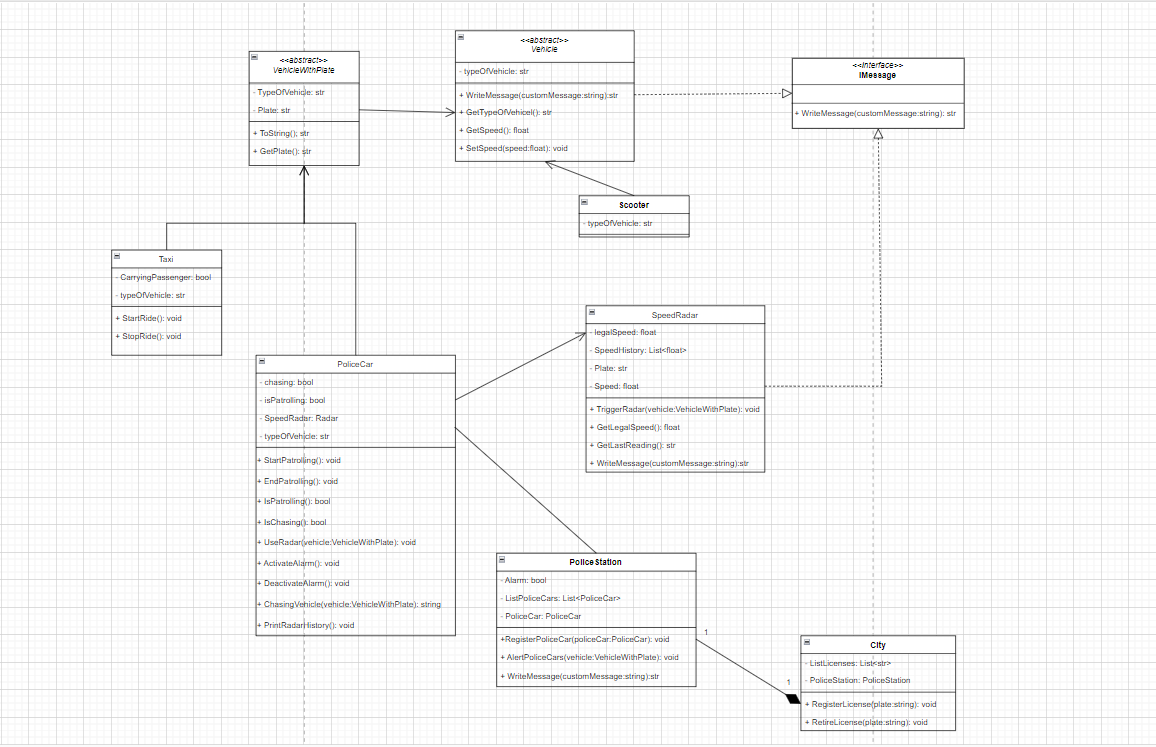 <<abstract>>
VehicleWithPlate
- TypeOfVehicle: str
- Plate: str
+ ToString(); str
+ GetPlate(): str
<<abstract>>
Vehicle
- typeOfVehicle: str
+ WriteMessage(customMessage:string):str
+ GetTypeOfVehicel(): str
+ GetSpeed(): float
+ SetSpeed(speed:float): void
<<interface>>
IMessage
+ WriteMessage(customMessage:string): str
Scooter
- typeOfVehicle: str
Taxi
- CarryingPassenger: bool
- typeOfVehicle: str
+ StartRide(): void
+ StopRide(): void
SpeedRadar
- legalSpeed: float
- SpeedHistory: List<float>
- Plate: str
- Speed: float
+ TriggerRadar(vehicle:VehicleWithPlate): void
+ GetLegalSpeed(): float
+ GetLastReading(): str
+ WriteMessage(customMessage:string):str
PoliceCar
- chasing: bool
- isPatrolling: bool
- SpeedRadar: Radar
- typeOfVehicle: str
+ StartPatrolling(): void
+ EndPatrolling(): void
+ IsPatrolling(): bool
+ IsChasing(): bool
+ UseRadar(vehicle:VehicleWithPlate): void
+ ActivateAlarm(): void
+ DeactivateAlarm(): void
+ ChasingVehicle(vehicle:VehicleWithPlate): string
+ PrintRadarHistory(): void
PoliceStation
- Alarm: bool
- ListPoliceCars: List<PoliceCar>
- PoliceCar: PoliceCar
+RegisterPoliceCar(policeCar:PoliceCar): void
+ AlertPoliceCars(vehicle:VehicleWithPlate): void
+ WriteMessage(customMessage:string):str
1
1
City
- ListLicenses: List<str>
- PoliceStation: PoliceStation
+ RegisterLicense(plate:string): void
+ RetireLicense(plate:string): void